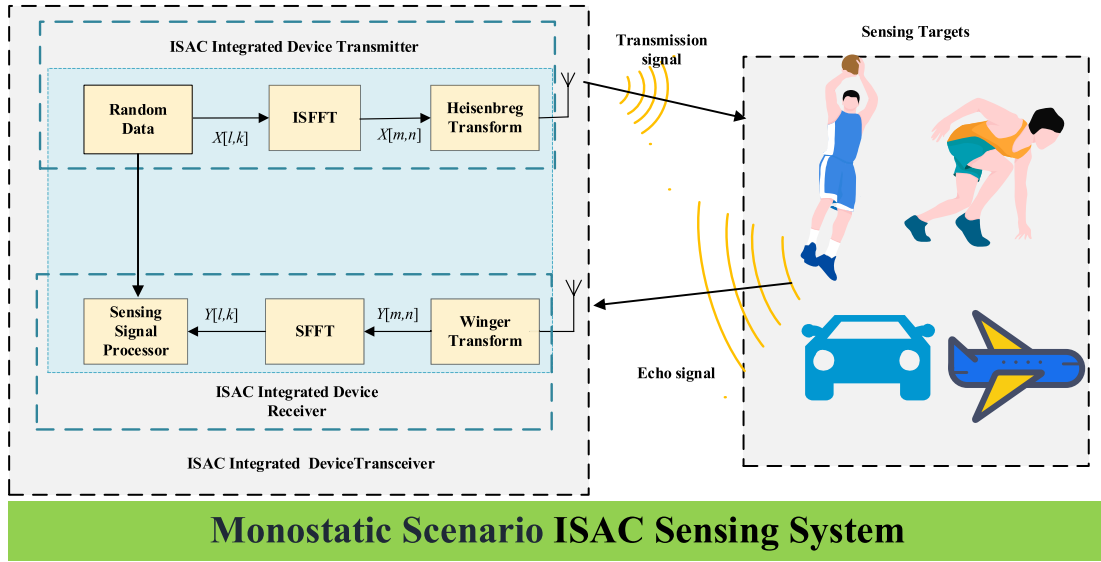 ISAC Integrated Device Transmitter
Random
Data
X[l,k]
ISFFT
X[m,n]
Heisenbreg
Transform
Transmission
signal
Sensing Targets
Sensing
Signal
Processor
Y[l,k]
SFFT
Y[m,n]
Winger
Transform
ISAC Integrated Device
Receiver
Echo signal
ISAC Integrated DeviceTransceiver
Monostatic Scenario ISAC Sensing System